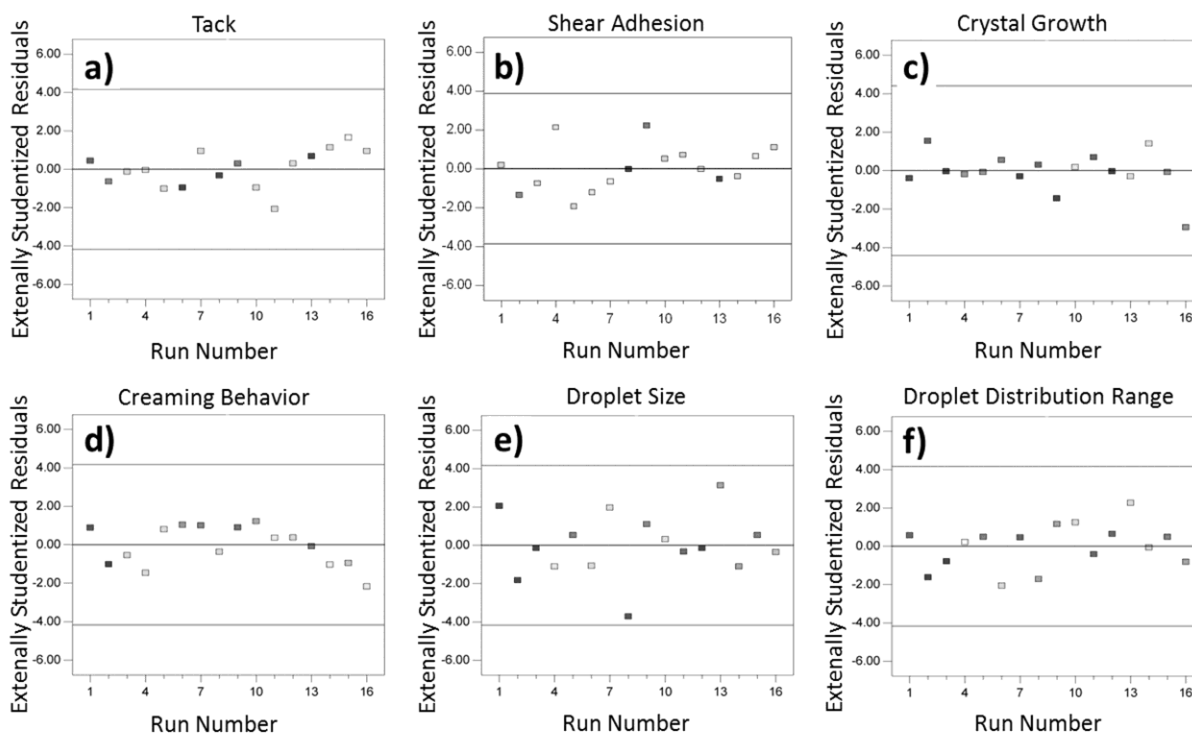 Tack
a)
Extenally Studentized Residuals
6.00
4.00
2.00
0.00
-2.00
-4.00
-6.00
1 4 7 10 13 16
Run Number
Shear Adhesion
b)
Extenally Studentized Residuals
6.00
4.00
2.00
0.00
-2.00
-4.00
-6.00
1 4 7 10 13 16
Run Number
Crystal Growth
c)
Extenally Studentized Residuals
6.00
4.00
2.00
0.00
-2.00
-4.00
-6.00
1 4 7 10 13 16
Run Number
Creaming Behavior
d)
Extenally Studentized Residuals
6.00
4.00
2.00
0.00
-2.00
-4.00
-6.00
1 4 7 10 13 16
Run Number
Droplet Size
e)
Extenally Studentized Residuals
6.00
4.00
2.00
0.00
-2.00
-4.00
-6.00
1 4 7 10 13 16
Run Number
Droplet Distribution Range
f)
Extenally Studentized Residuals
6.00
4.00
2.00
0.00
-2.00
-4.00
-6.00
1 4 7 10 13 16
Run Number